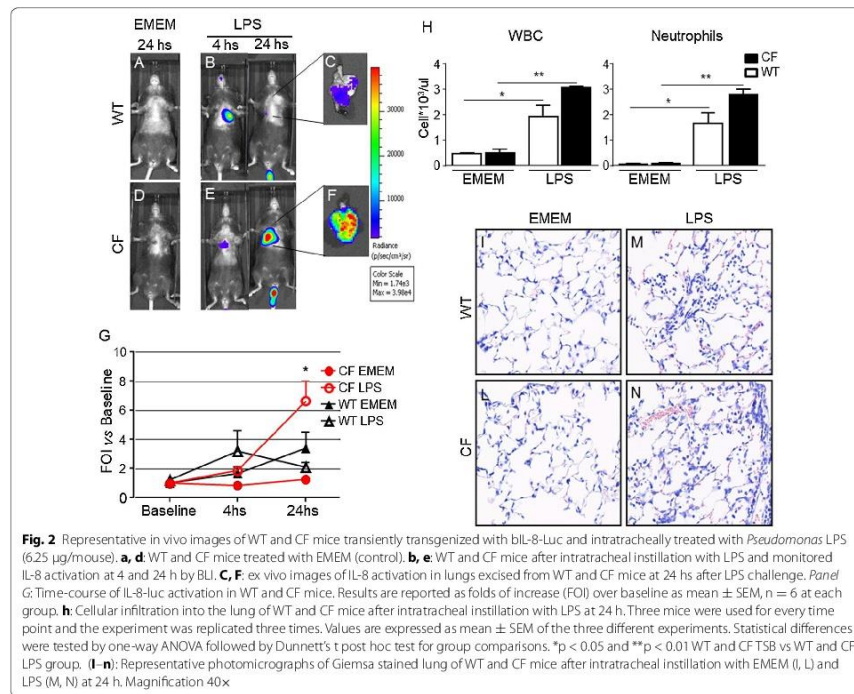 EMEM
24 hs
LPS
4hs 24 hs
A
B
C
WT
D
E
F
CF
30000
20000
10000
Radiance
(p/sec/cm²/sr)
Color Scale
Min = 1.74e3
Max = 3.98e4
G
FOI vs Baseline
10
8
6
4
2
0
*
CF EMEM
CF LPS
WT EMEM
WT LPS
Baseline 4hs 24hs
H
WBC
Neutrophils
CF
WT
Cell*10³/ul
4
3
2
1
0
*
**
EMEM LPS
4
3
2
1
0
*
**
EMEM LPS
EMEM LPS
I
M
WT
L
N
CF
Fig. 2 Representative in vivo images of WT and CF mice transiently transgenized with bIL-8-Luc and intratracheally treated with Pseudomonas LPS
(6.25 µg/mouse). a, d: WT and CF mice treated with EMEM (control). b, e: WT and CF mice after intratracheal instillation with LPS and monitored
IL-8 activation at 4 and 24 h by BLI. C, F: ex vivo images of IL-8 activation in lungs excised from WT and CF mice at 24 hs after LPS challenge. Panel
G: Time-course of IL-8-luc activation in WT and CF mice. Results are reported as folds of increase (FOI) over baseline as mean ± SEM, n = 6 at each
group. h: Cellular infiltration into the lung of WT and CF mice after intratracheal instillation with LPS at 24 h. Three mice were used for every time
point and the experiment was replicated three times. Values are expressed as mean ± SEM of the three different experiments. Statistical differences
were tested by one-way ANOVA followed by Dunnett's t post hoc test for group comparisons. *p < 0.05 and **p < 0.01 WT and CF TSB vs WT and CF
LPS group. (I–n): Representative photomicrographs of Giemsa stained lung of WT and CF mice after intratracheal instillation with EMEM (I, L) and
LPS (M, N) at 24 h. Magnification 40×